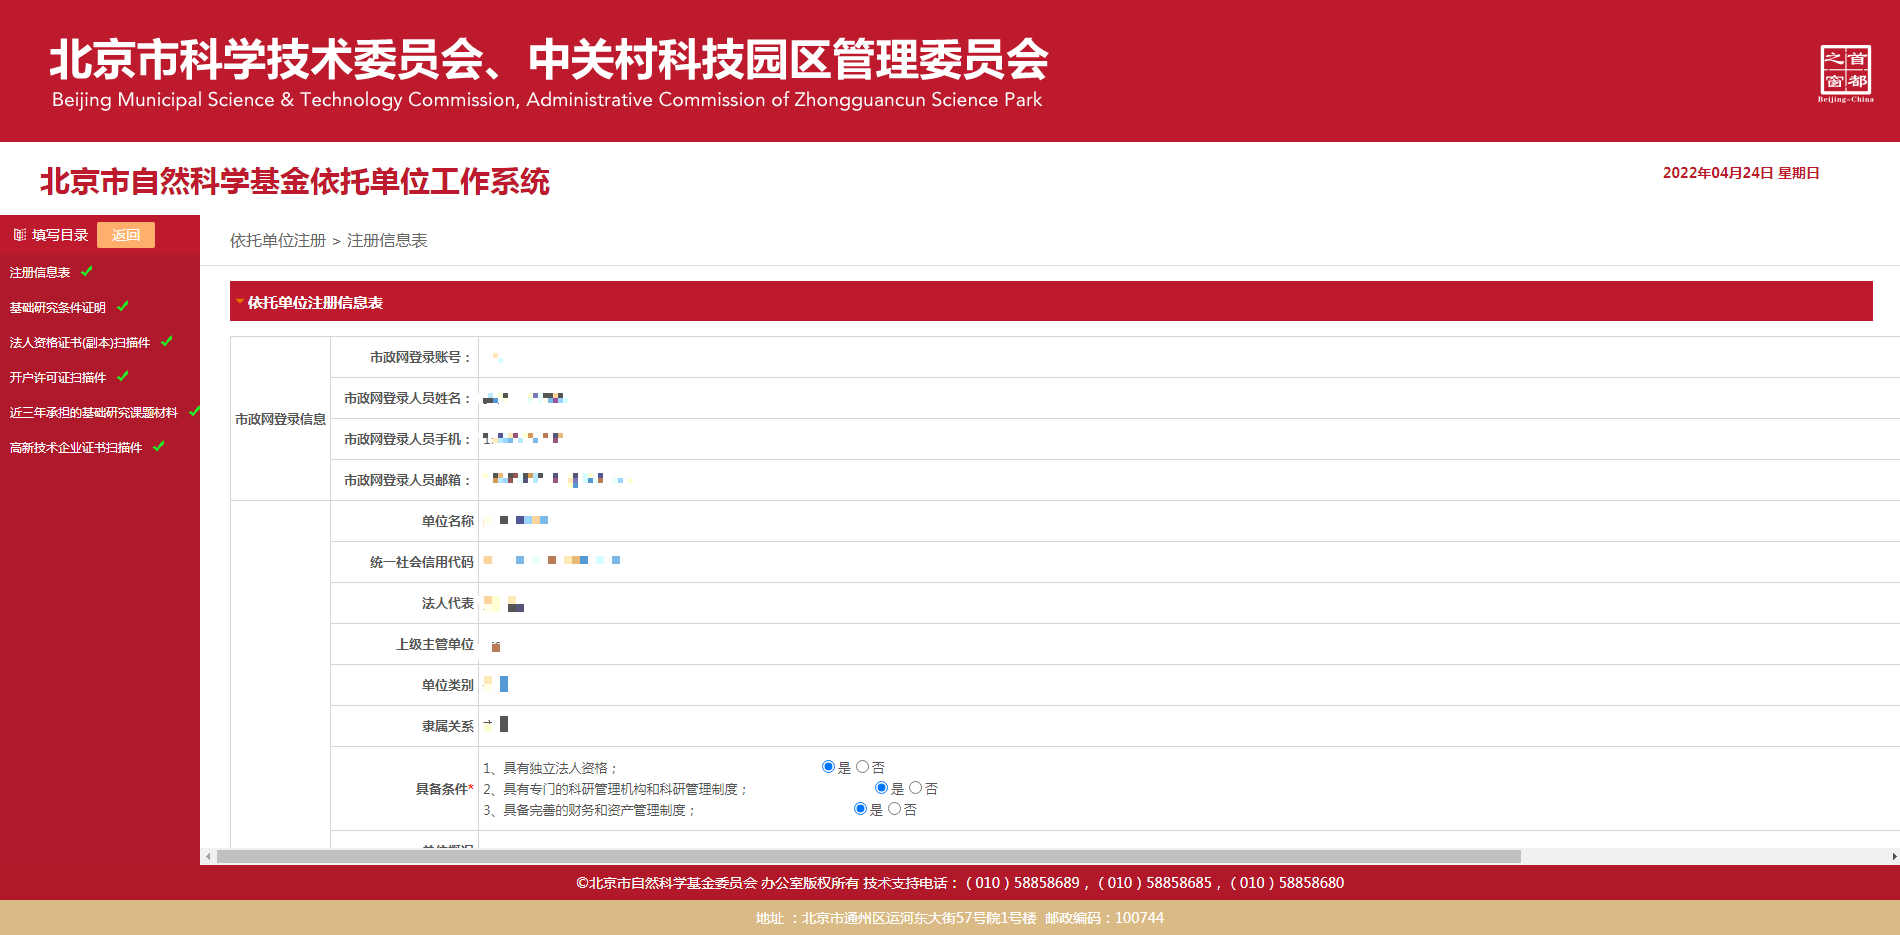 北京市科学技术委员会、中关村科技园区管理委员会
Beijing Municipal Science & Technology Commission, Administrative Commission of Zhongguancun Science Park
首都之窗
Beijing-China
北京市自然科学基金依托单位工作系统
2022年04月24日 星期日
填写目录 返回
注册信息表
基础研究条件证明
法人资格证书(副本)扫描件
开户许可证扫描件
近三年承担的基础研究课题材料
高新技术企业证书扫描件
依托单位注册 > 注册信息表
依托单位注册信息表
市政网登录信息
市政网登录账号：
市政网登录人员姓名：
市政网登录人员手机：
市政网登录人员邮箱：
单位名称
统一社会信用代码
法人代表
上级主管单位
单位类别
隶属关系
具备条件*
1、具有独立法人资格； 是 否
2、具有专门的科研管理机构和科研管理制度； 是 否
3、具备完善的财务和资产管理制度； 是 否
©北京市自然科学基金委员会 办公室版权所有 技术支持电话：（010）58858689，（010）58858685，（010）58858680
地址 ：北京市通州区运河东大街57号院1号楼 邮政编码：100744